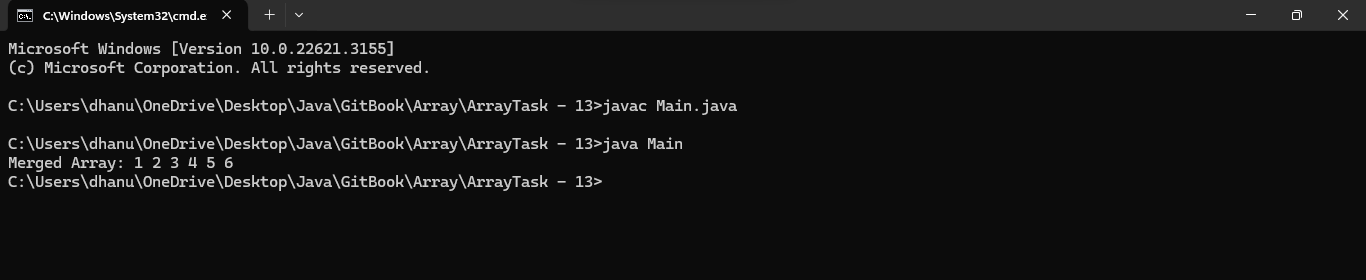 C:\Windows\System32\cmd.e
Microsoft Windows [Version 10.0.22621.3155]
(c) Microsoft Corporation. All rights reserved.
C:\Users\dhanu\OneDrive\Desktop\Java\GitBook\Array\ArrayTask - 13>javac Main.java
C:\Users\dhanu\OneDrive\Desktop\Java\GitBook\Array\ArrayTask - 13>java Main
Merged Array: 1 2 3 4 5 6
C:\Users\dhanu\OneDrive\Desktop\Java\GitBook\Array\ArrayTask - 13>